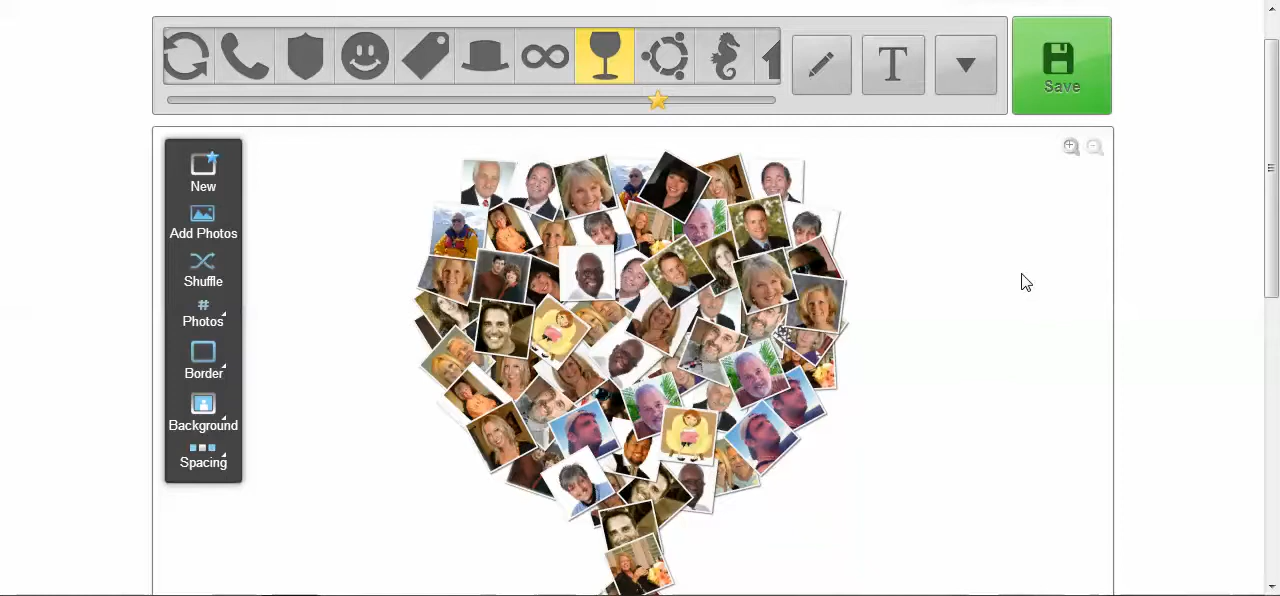 T
Save
New
Add Photos
Shuffle
#
Photos
Border
Background
Spacing